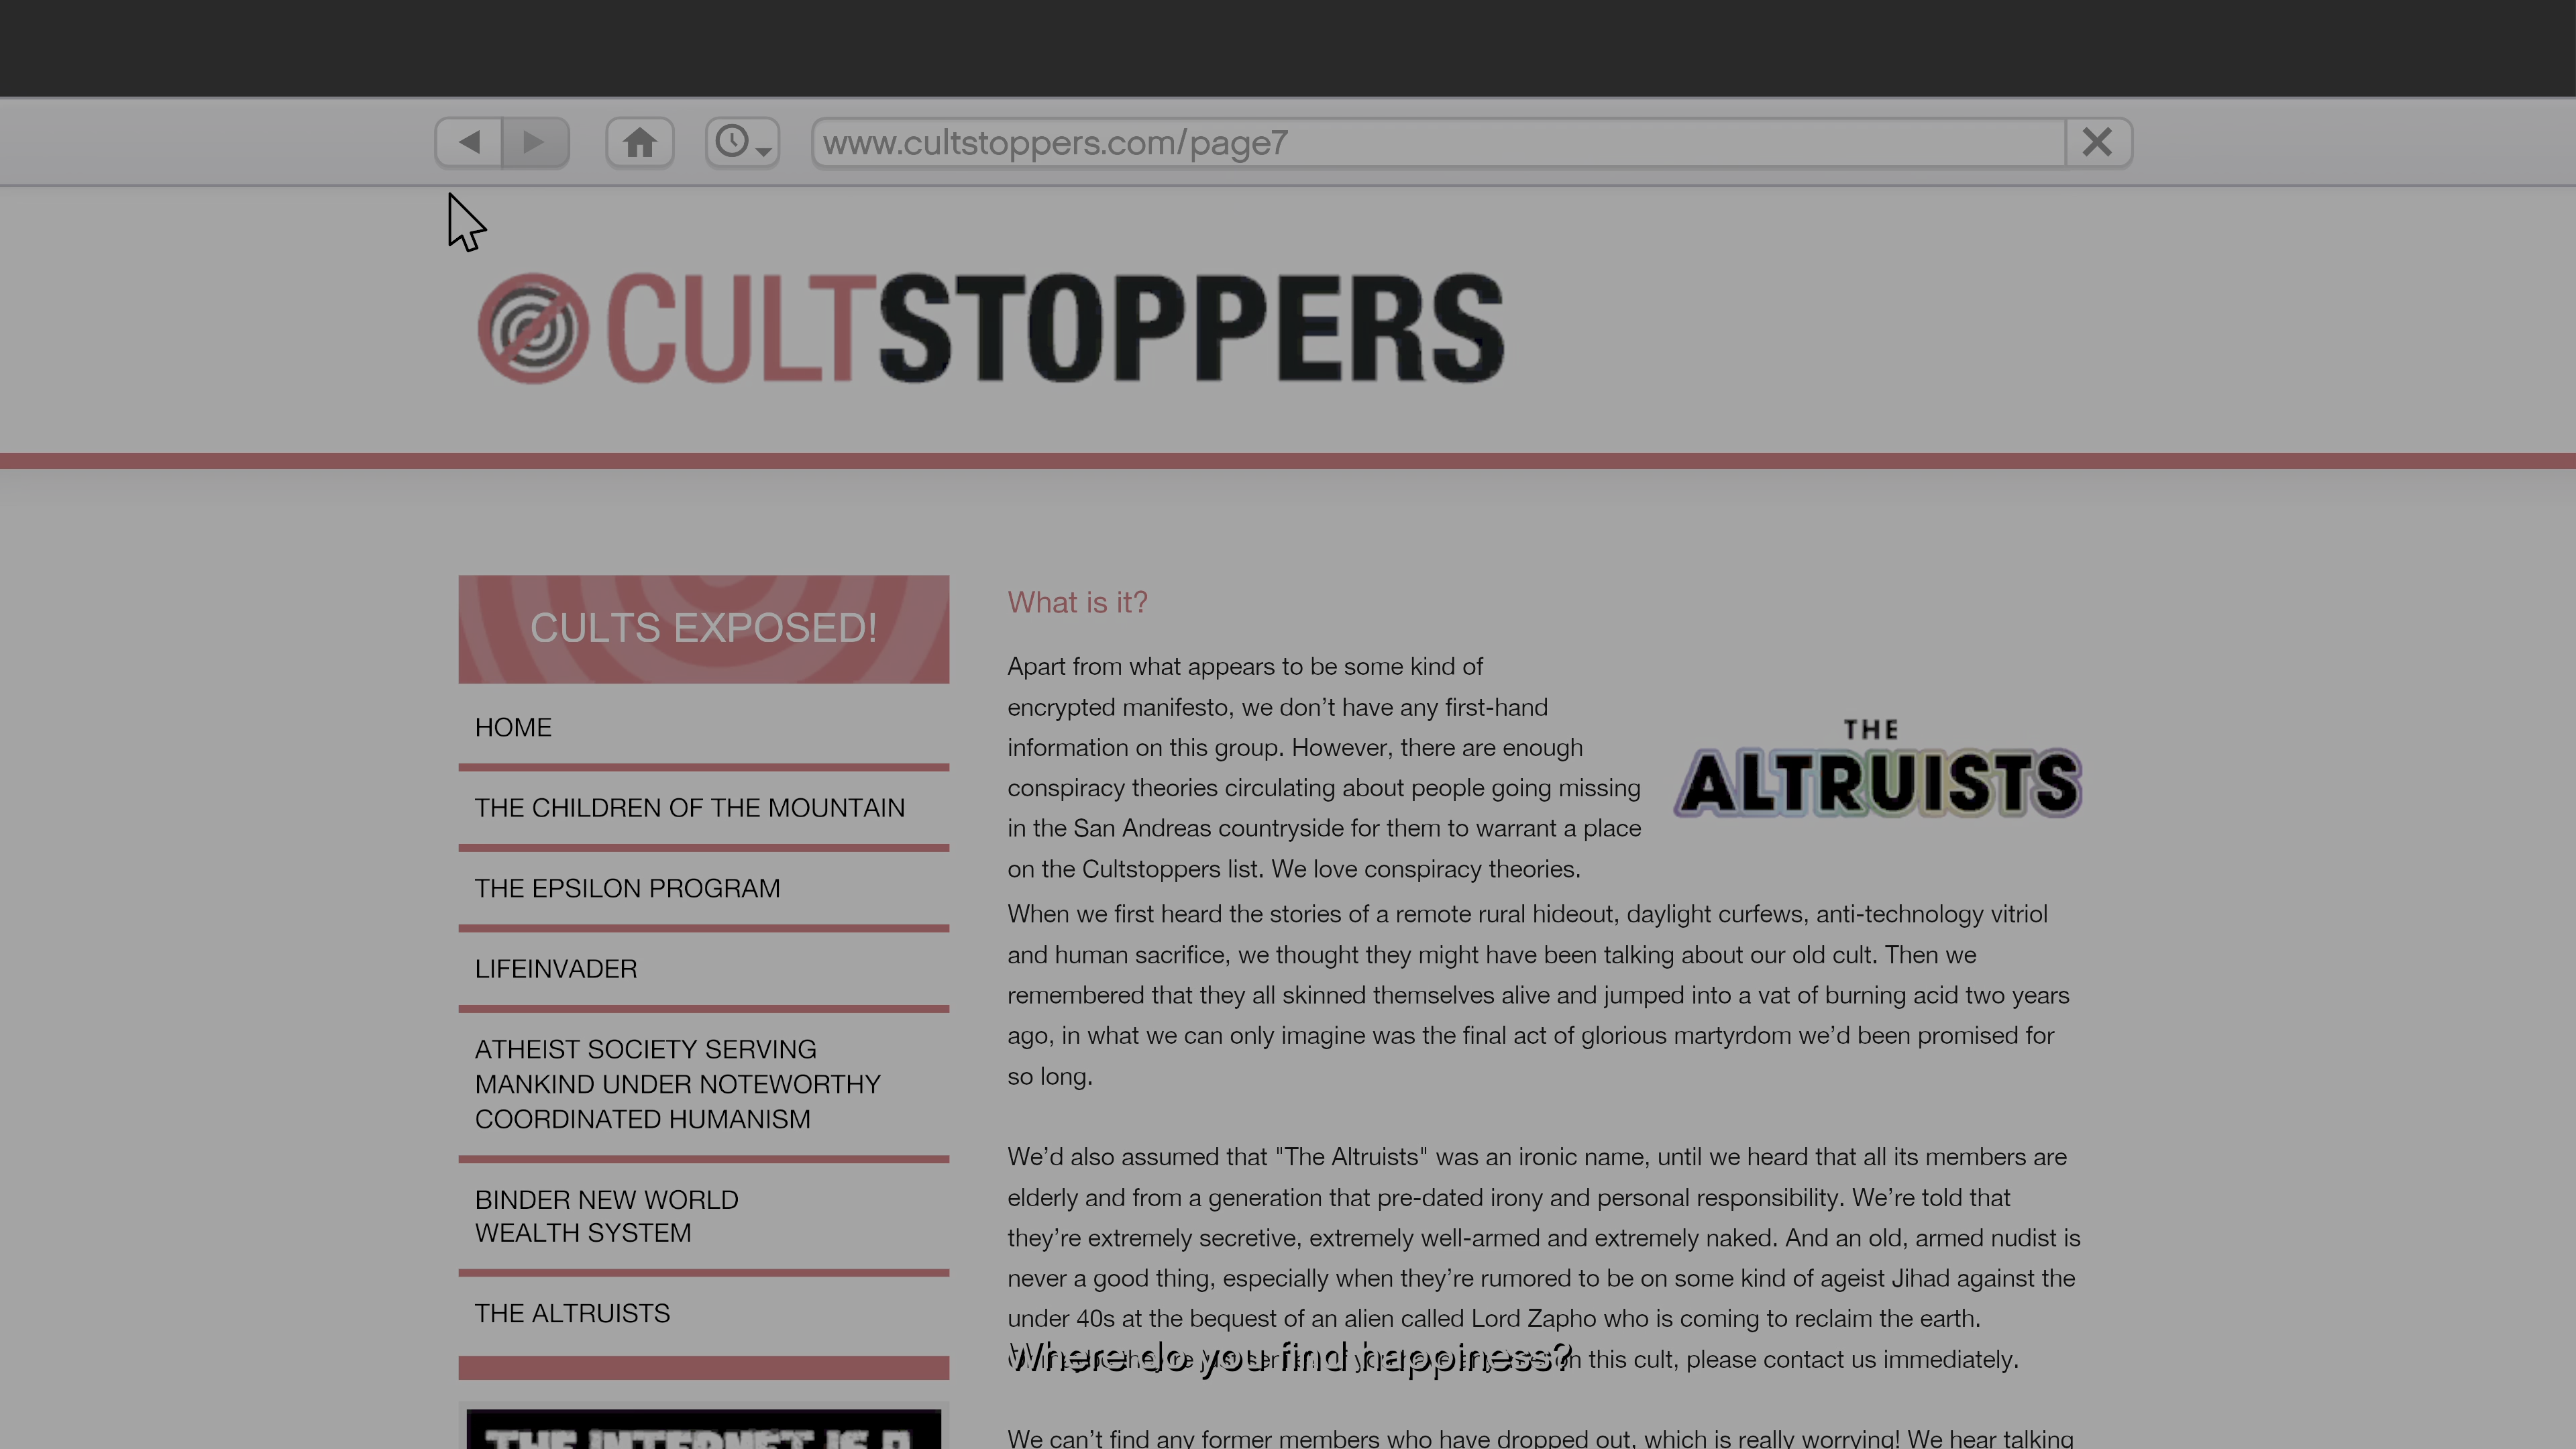 www.cultstoppers.com/page7
CULTSTOPPERS
CULTS EXPOSED!
HOME
THE CHILDREN OF THE MOUNTAIN
THE EPSILON PROGRAM
LIFEINVADER
ATHEIST SOCIETY SERVING
MANKIND UNDER NOTEWORTHY
COORDINATED HUMANISM
BINDER NEW WORLD
WEALTH SYSTEM
THE ALTRUISTS
THE INTERNET IS A
What is it?
Apart from what appears to be some kind of
encrypted manifesto, we don't have any first-hand
information on this group. However, there are enough
conspiracy theories circulating about people going missing
in the San Andreas countryside for them to warrant a place
on the Cultstoppers list. We love conspiracy theories.
THE
ALTRUISTS
When we first heard the stories of a remote rural hideout, daylight curfews, anti-technology vitriol
and human sacrifice, we thought they might have been talking about our old cult. Then we
remembered that they all skinned themselves alive and jumped into a vat of burning acid two years
ago, in what we can only imagine was the final act of glorious martyrdom we'd been promised for
so long.
We'd also assumed that "The Altruists" was an ironic name, until we heard that all its members are
elderly and from a generation that pre-dated irony and personal responsibility. We're told that
they're extremely secretive, extremely well-armed and extremely naked. And an old, armed nudist is
never a good thing, especially when they're rumored to be on some kind of ageist Jihad against the
under 40s at the bequest of an alien called Lord Zapho who is coming to reclaim the earth.
Where do you find happiness?
this cult, please contact us immediately.
We can't find any former members who have dropped out, which is really worrying! We hear talking